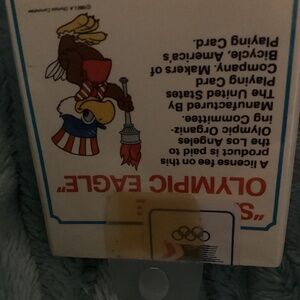 OLYMPIC EAGLE"
A license fee on this
product is paid to
the Los Angeles
Olympic Organiz-
ing Committee.
Manufactured By
The United States
Playing Card
Company. Makers of
Bicycle, America's
Playing Card.